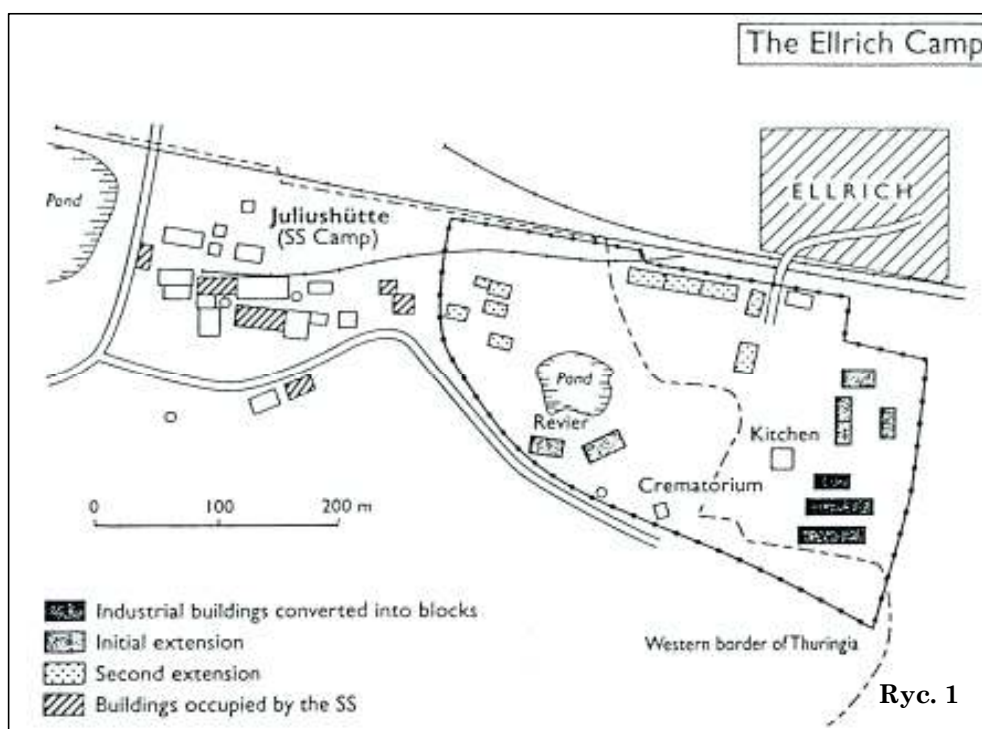 The Ellrich Camp
Pond
Juliushütte
(SS Camp)
ELLRICH
Pond
Revier
Kitchen
Crematorium
0 100 200 m
Industrial buildings converted into blocks
Initial extension
Second extension
Buildings occupied by the SS
Western border of Thuringia
Ryc. 1